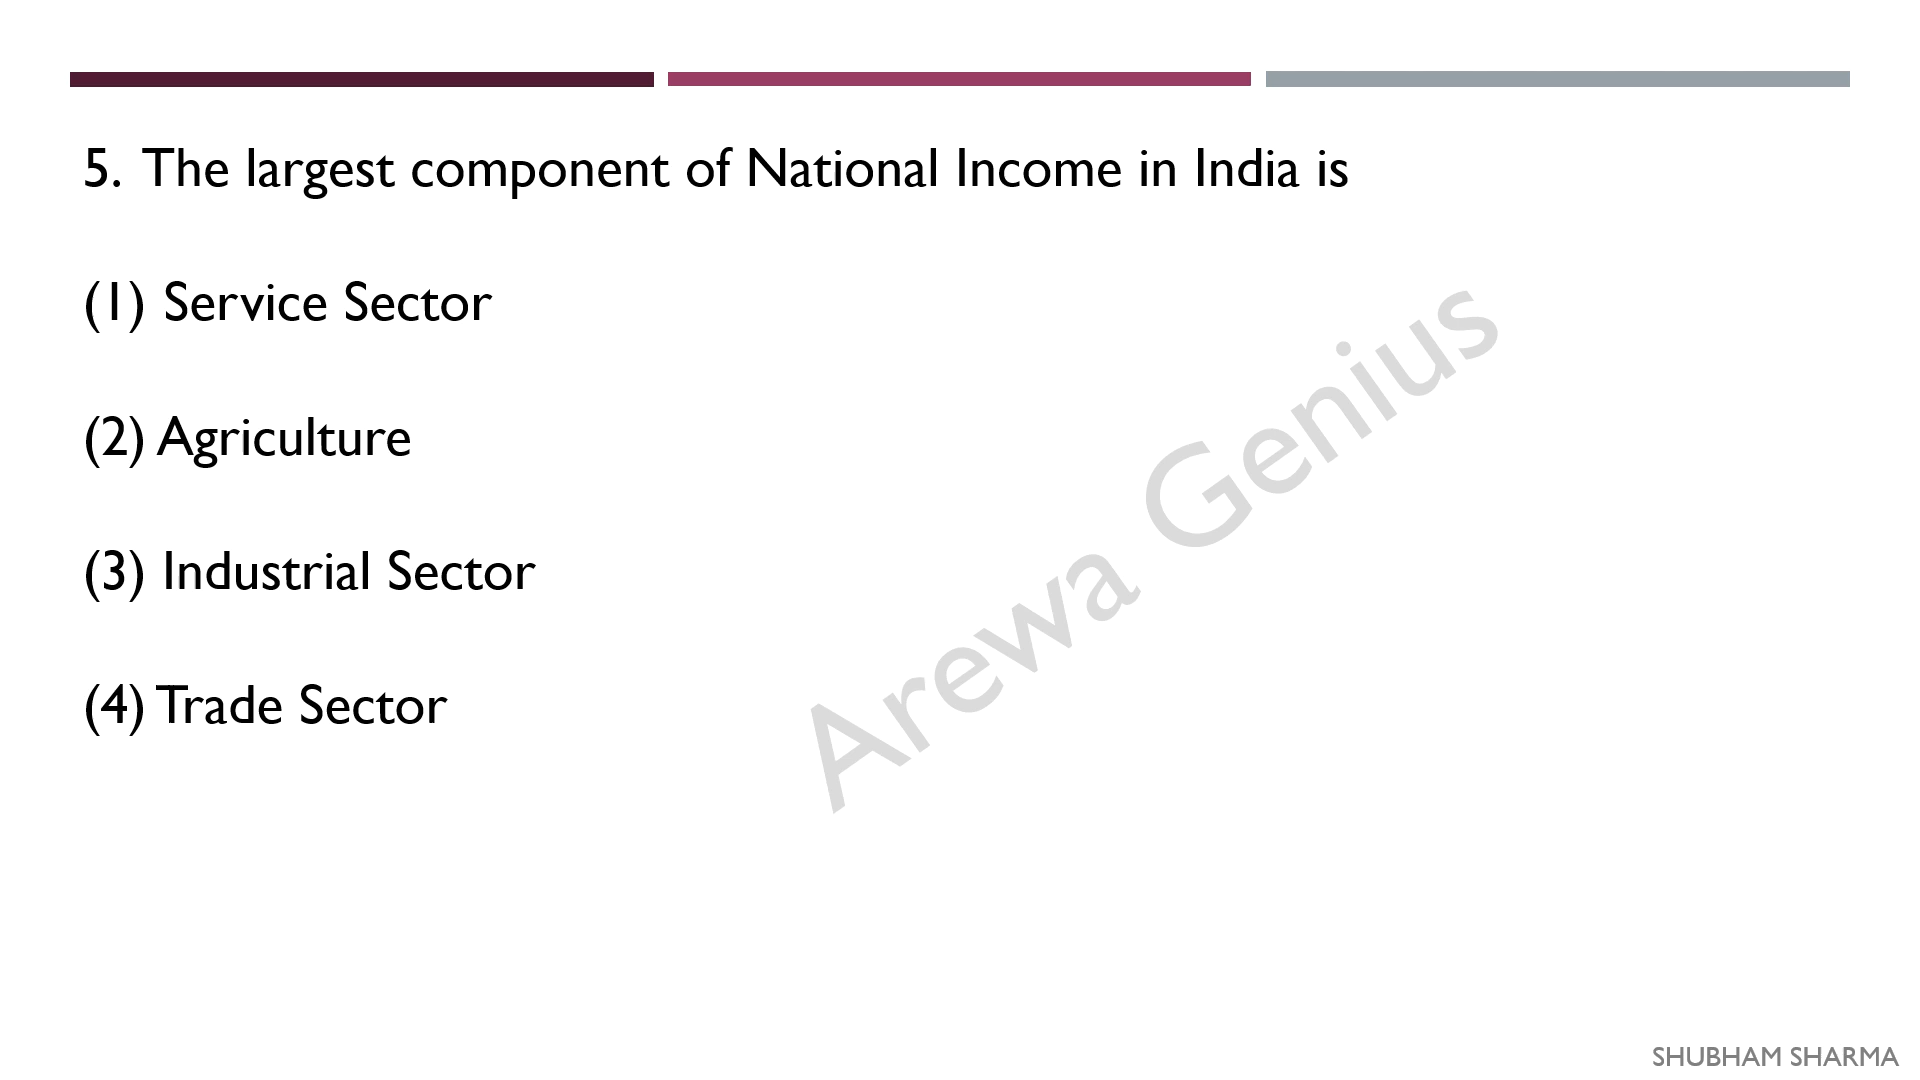 5. The largest component of National Income in India is
(1) Service Sector
(2) Agriculture
(3) Industrial Sector
(4) Trade Sector
Arewa Genius
SHUBHAM SHARMA